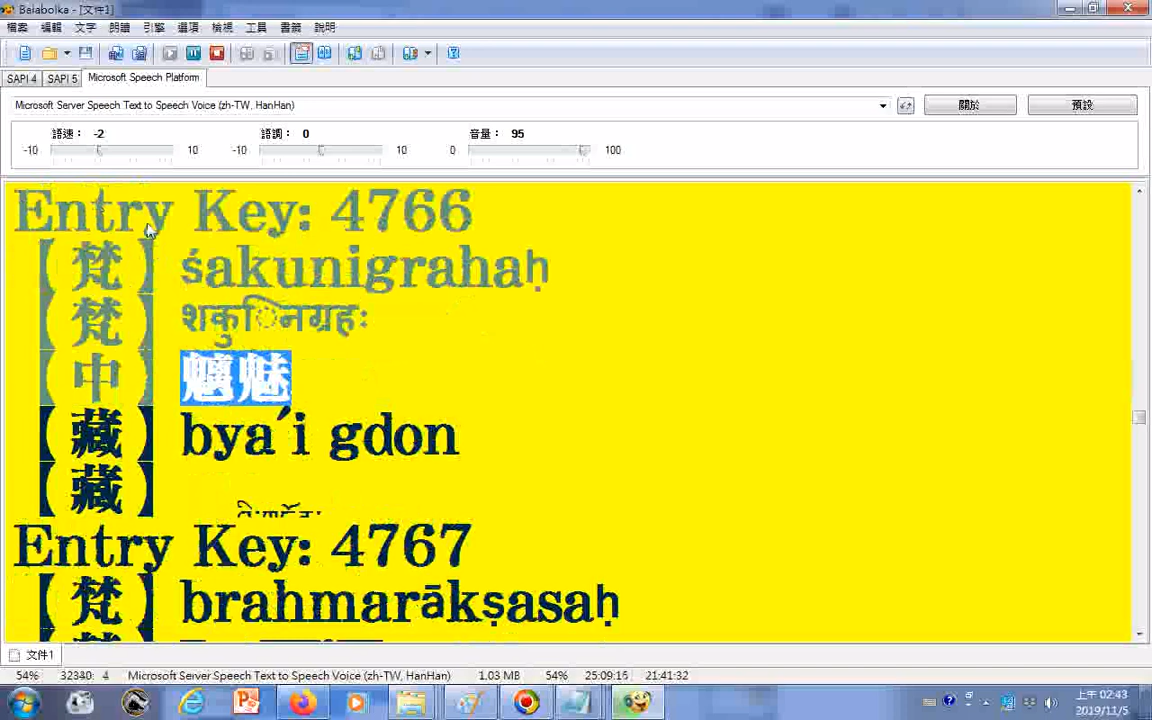 Balabolka - [文件1]
檔案 編輯 文字 朗讀 引擎 選項 檢視 工具 書籤 說明
SAPI 4 SAPI 5 Microsoft Speech Platform
Microsoft Server Speech Text to Speech Voice (zh-TW, HanHan) 關於 預設
語速： -2 語調： 0 音量： 95
-10 10 -10 10 0 100
Entry Key: 4766
【梵】śakunigrahaḥ
【梵】शकुिनग्रहः
【中】魑魅
【藏】bya´i gdon
【藏】
Entry Key: 4767
【梵】brahmarākṣasaḥ
文件1
54% 32340: 4 Microsoft Server Speech Text to Speech Voice (zh-TW, HanHan) 1.03 MB 54% 25:09:15 21:41:32
上午 02:43
2019/11/5